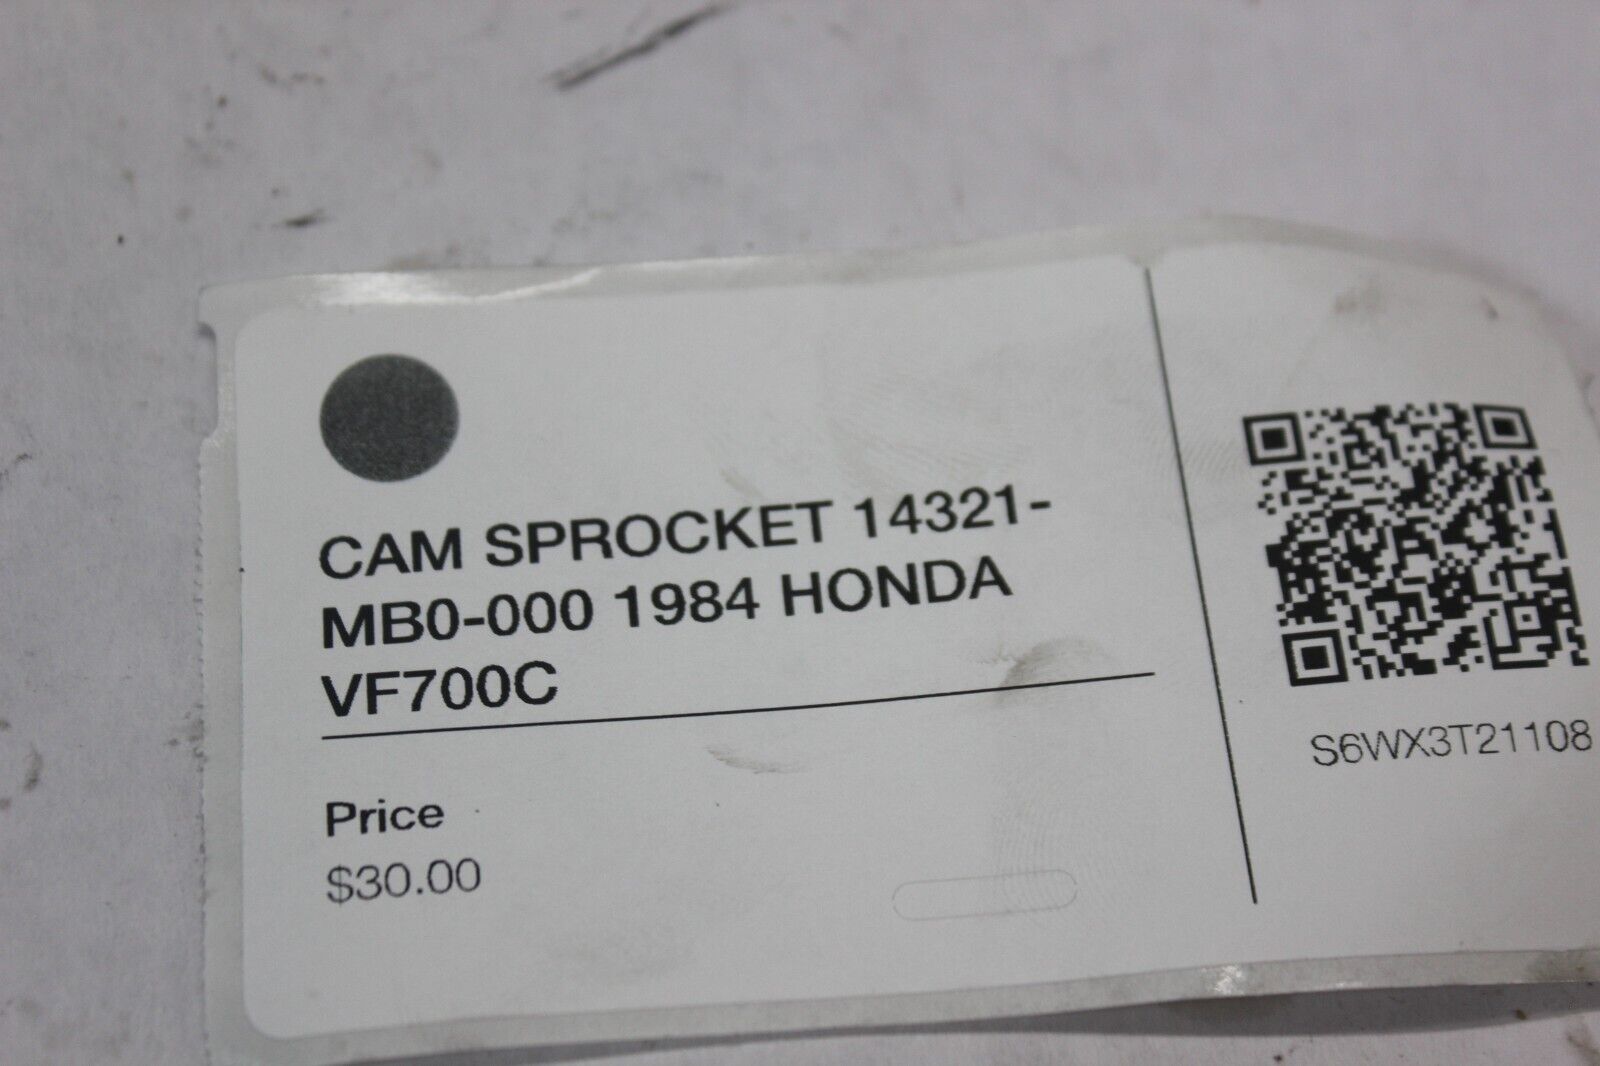 CAM SPROCKET 14321-
MB0-000 1984 HONDA
VF700C
Price
$30.00
S6WX3T21108